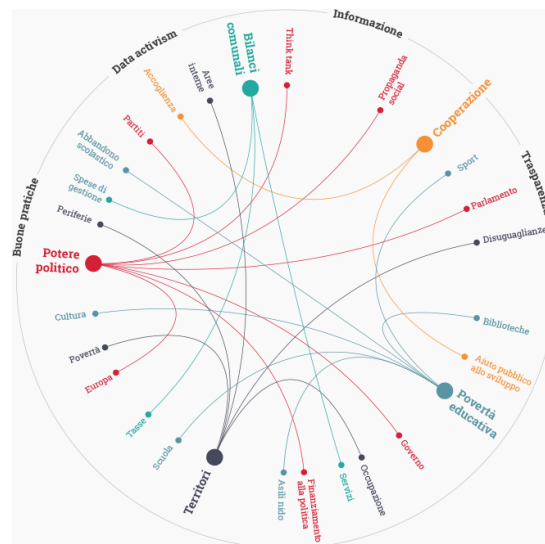 Informazione
Data activism
Buone pratiche
Trasparenza
Bilanci
comunali
Think tank
Propaganda
social
Cooperazione
Sport
Parlamento
Disuguaglianze
Biblioteche
Aiuto pubblico
allo sviluppo
Povertà
educativa
Governo
Occupazione
Servizi
Finanziamento
alla politica
Asili nido
Territori
Scuola
Tasse
Europa
Povertà
Cultura
Potere
politico
Periferie
Spese di
gestione
Abbandono
scolastico
Partiti
Accoglienza
Aree
interne